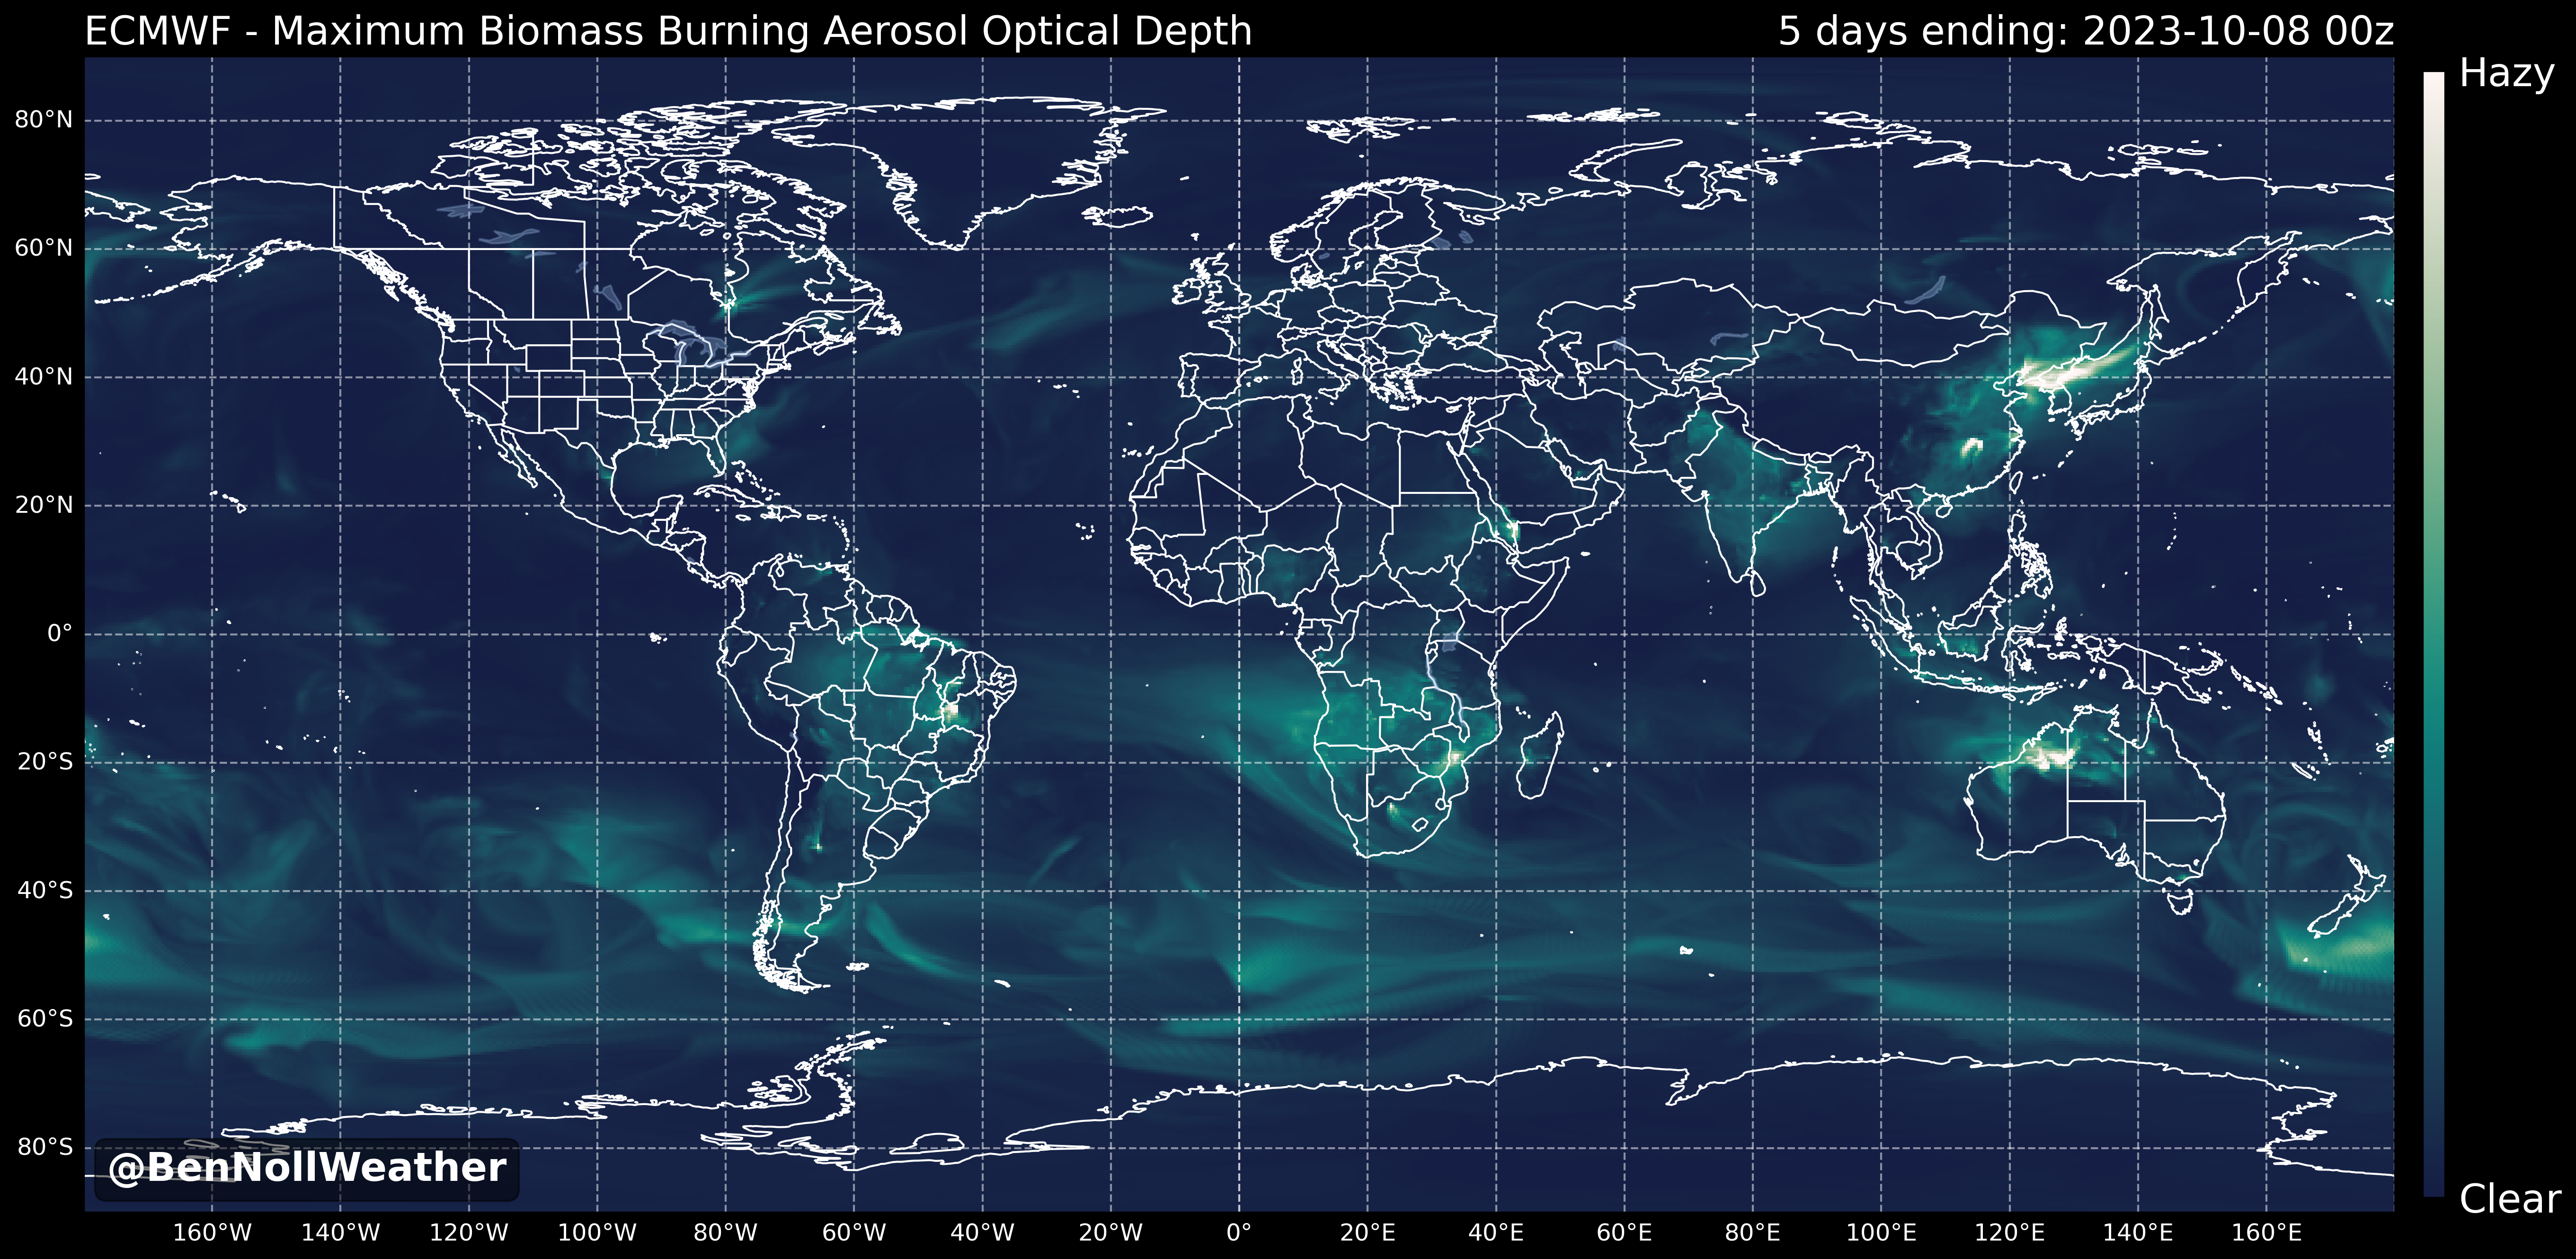 ECMWF - Maximum Biomass Burning Aerosol Optical Depth
5 days ending: 2023-10-08 00z
Hazy
80°N
60°N
40°N
20°N
0°
20°S
40°S
60°S
80°S
@BenNollWeather
Clear
160°W 140°W 120°W 100°W 80°W 60°W 40°W 20°W 0° 20°E 40°E 60°E 80°E 100°E 120°E 140°E 160°E